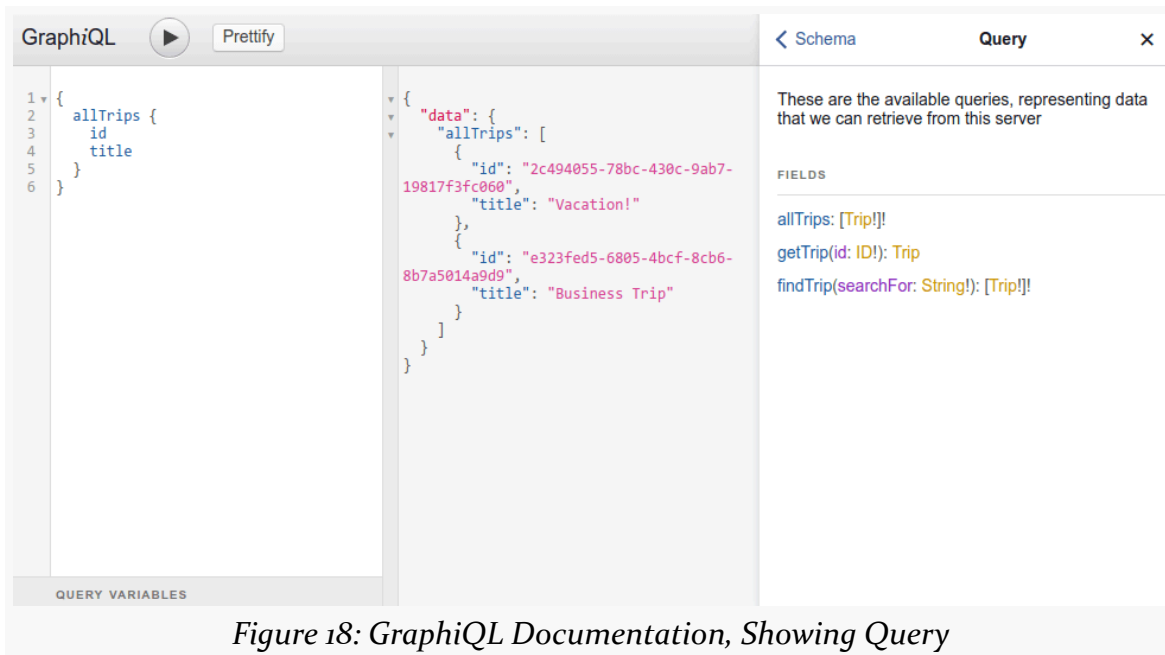 GraphiQL
Prettify
1 {
2 allTrips {
3 id
4 title
5 }
6 }
QUERY VARIABLES
{
"data": {
"allTrips": [
{
"id": "2c494055-78bc-430c-9ab7-
19817f3fc060",
"title": "Vacation!"
},
{
"id": "e323fed5-6805-4bcf-8cb6-
8b7a5014a9d9",
"title": "Business Trip"
}
]
}
}
Schema
Query
These are the available queries, representing data
that we can retrieve from this server
FIELDS
allTrips: [Trip!]!
getTrip(id: ID!): Trip
findTrip(searchFor: String!): [Trip!]!
Figure 18: GraphiQL Documentation, Showing Query